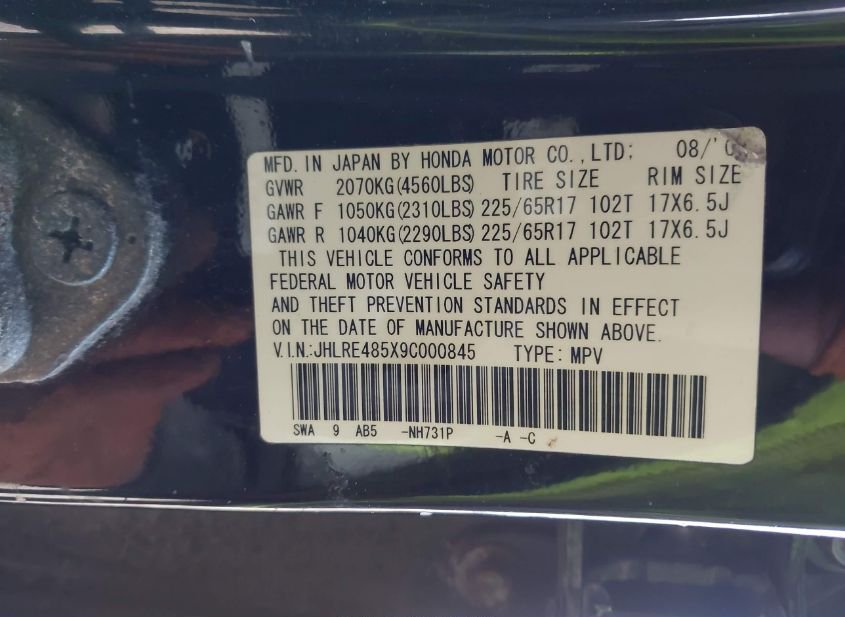 MFD. IN JAPAN BY HONDA MOTOR CO.,LTD: 08/'0
GVWR 2070KG(4560LBS) TIRE SIZE RIM SIZE
GAWR F 1050KG(2310LBS) 225/65R17 102T 17X6.5J
GAWR R 1040KG(2290LBS) 225/65R17 102T 17X6.5J
THIS VEHICLE CONFORMS TO ALL APPLICABLE
FEDERAL MOTOR VEHICLE SAFETY
AND THEFT PREVENTION STANDARDS IN EFFECT
ON THE DATE OF MANUFACTURE SHOWN ABOVE.
V.I.N.:JHLRE485X9C000845 TYPE: MPV
SWA 9 AB5 -NH731P -A -C